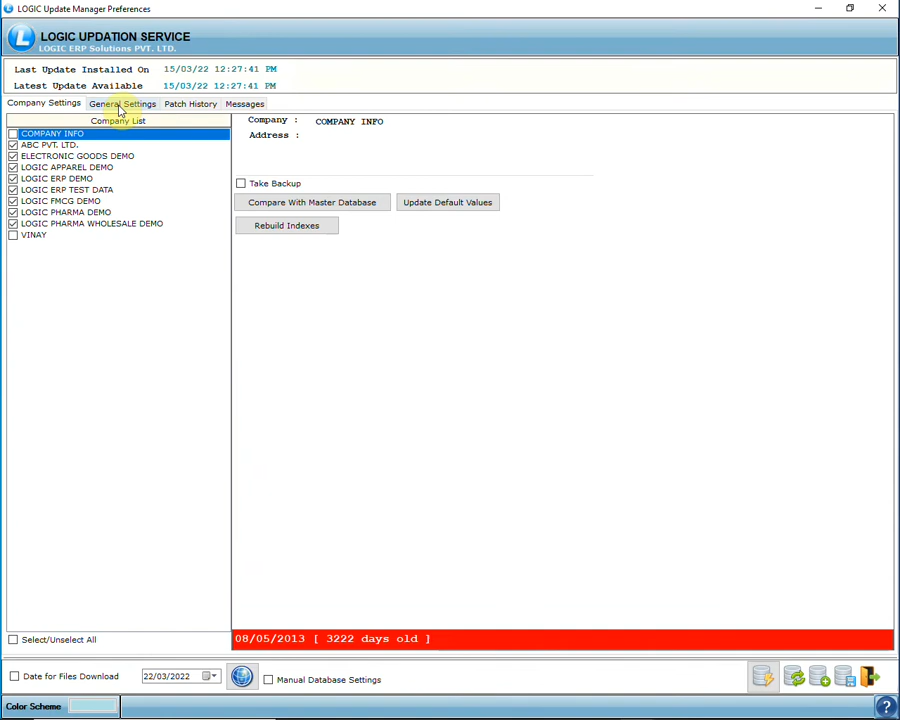 LOGIC Update Manager Preferences
LOGIC UPDATION SERVICE
LOGIC ERP Solutions PVT. LTD.
Last Update Installed On 15/03/22 12:27:41 PM
Latest Update Available 15/03/22 12:27:41 PM
Company Settings General Settings Patch History Messages
Company List
COMPANY INFO
ABC PVT. LTD.
ELECTRONIC GOODS DEMO
LOGIC APPAREL DEMO
LOGIC ERP DEMO
LOGIC ERP TEST DATA
LOGIC FMCG DEMO
LOGIC PHARMA DEMO
LOGIC PHARMA WHOLESALE DEMO
VINAY
Company : COMPANY INFO
Address :
Take Backup
Compare With Master Database Update Default Values
Rebuild Indexes
Select/Unselect All
08/05/2013 [ 3222 days old ]
Date for Files Download 22/03/2022 Manual Database Settings
Color Scheme